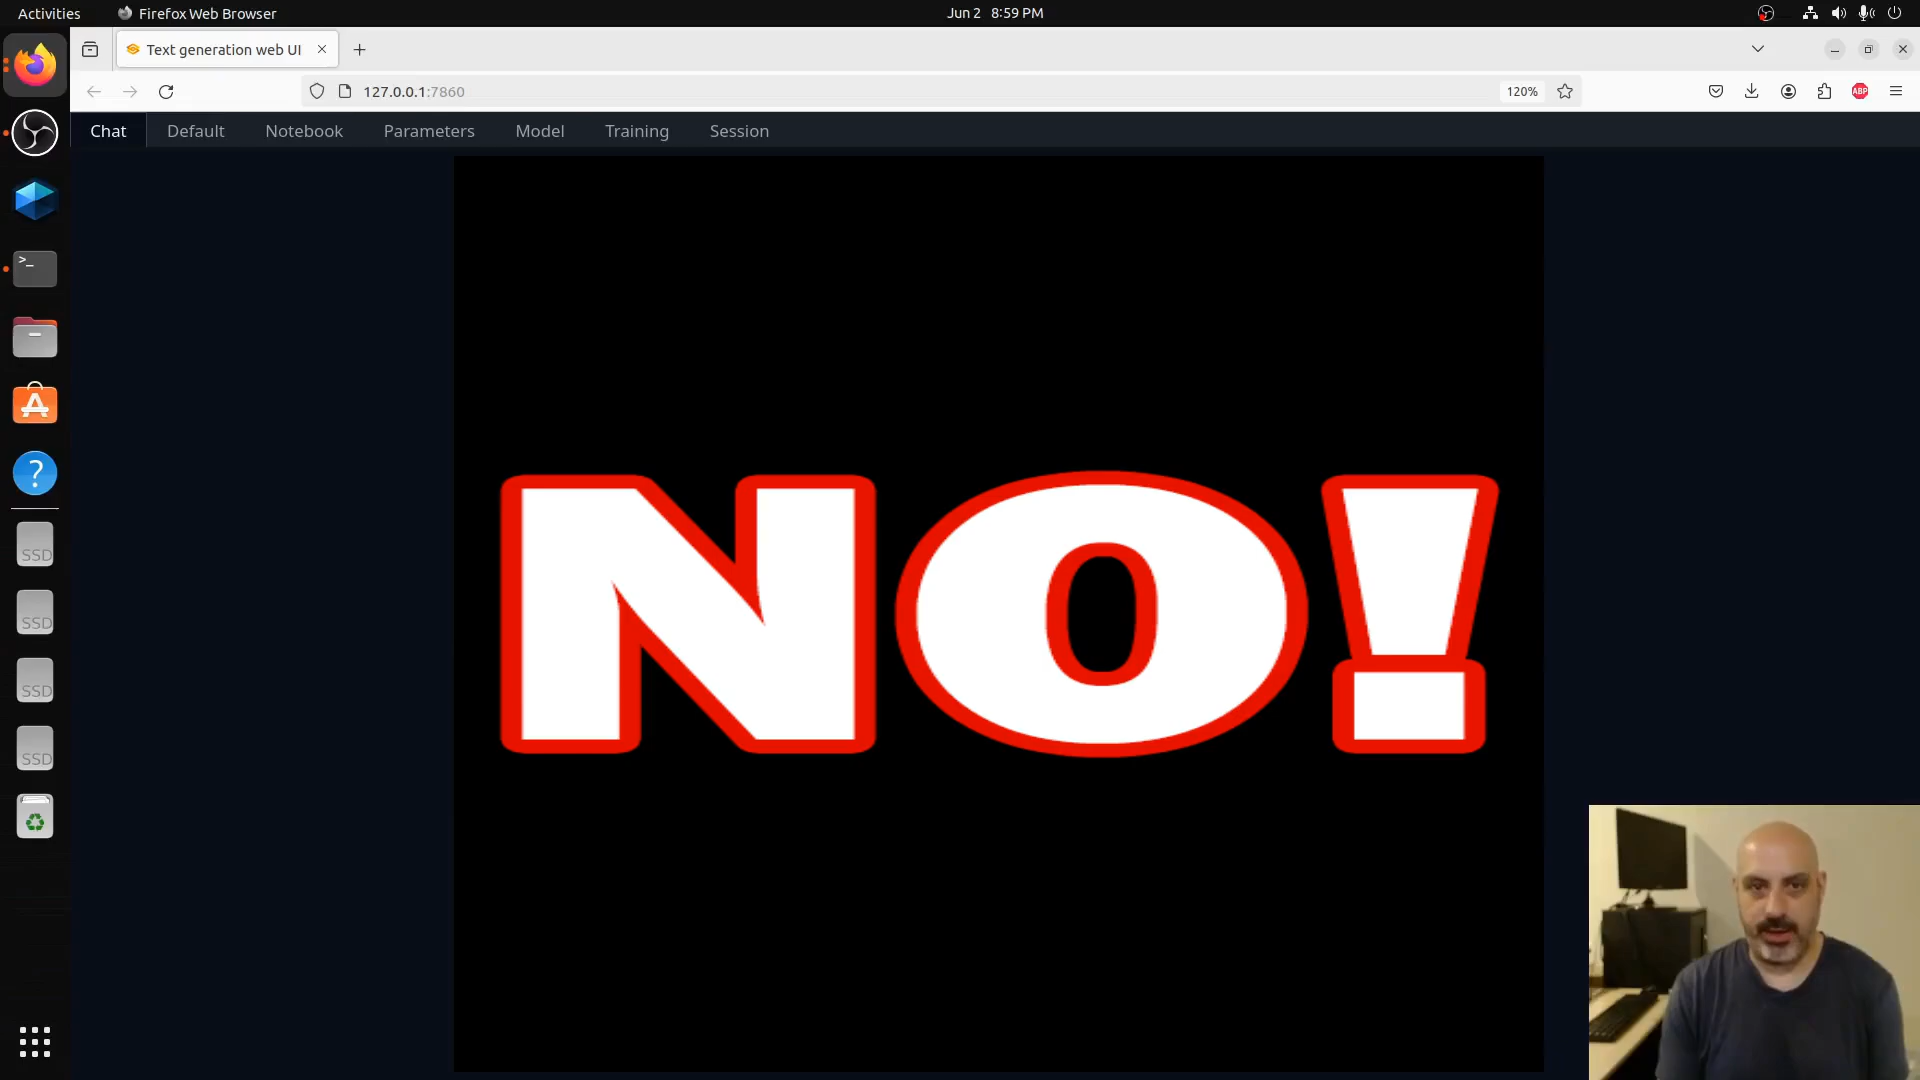 Activities Firefox Web Browser Jun 2 8:59 PM
Text generation web UI
127.0.0.1:7860 120% ABP
Chat Default Notebook Parameters Model Training Session
>_
NO!
?
SSD
SSD
SSD
SSD